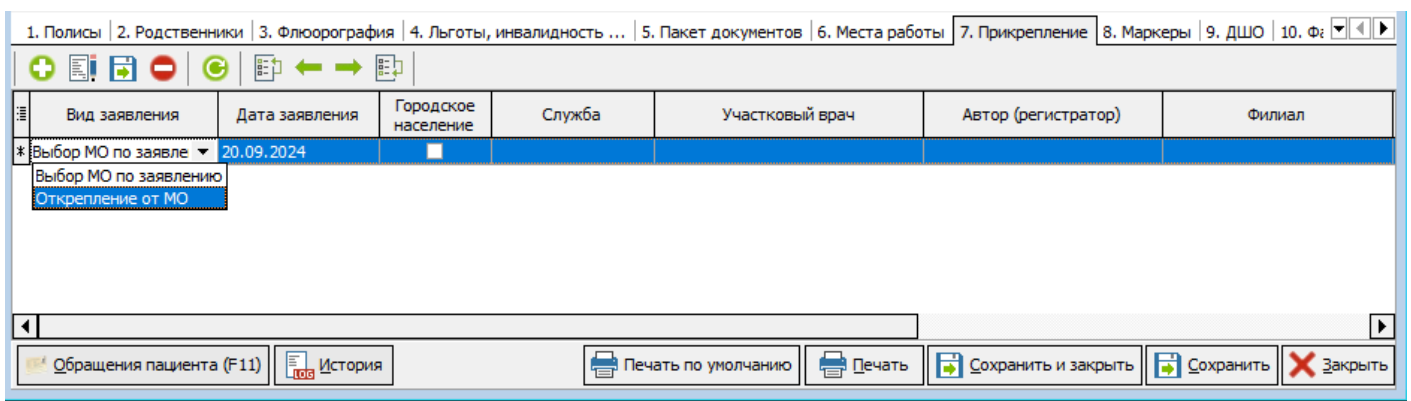 1. Полисы 2. Родственники 3. Флюорография 4. Льготы, инвалидность ... 5. Пакет документов 6. Места работы 7. Прикрепление 8. Маркеры 9. ДШО 10. Фа
Вид заявления Дата заявления Городское население Служба Участковый врач Автор (регистратор) Филиал
* Выбор МО по заявле 20.09.2024
Выбор МО по заявлению
Открепление от МО
Обращения пациента (F11) LOG История Печать по умолчанию Печать Сохранить и закрыть Сохранить Закрыть